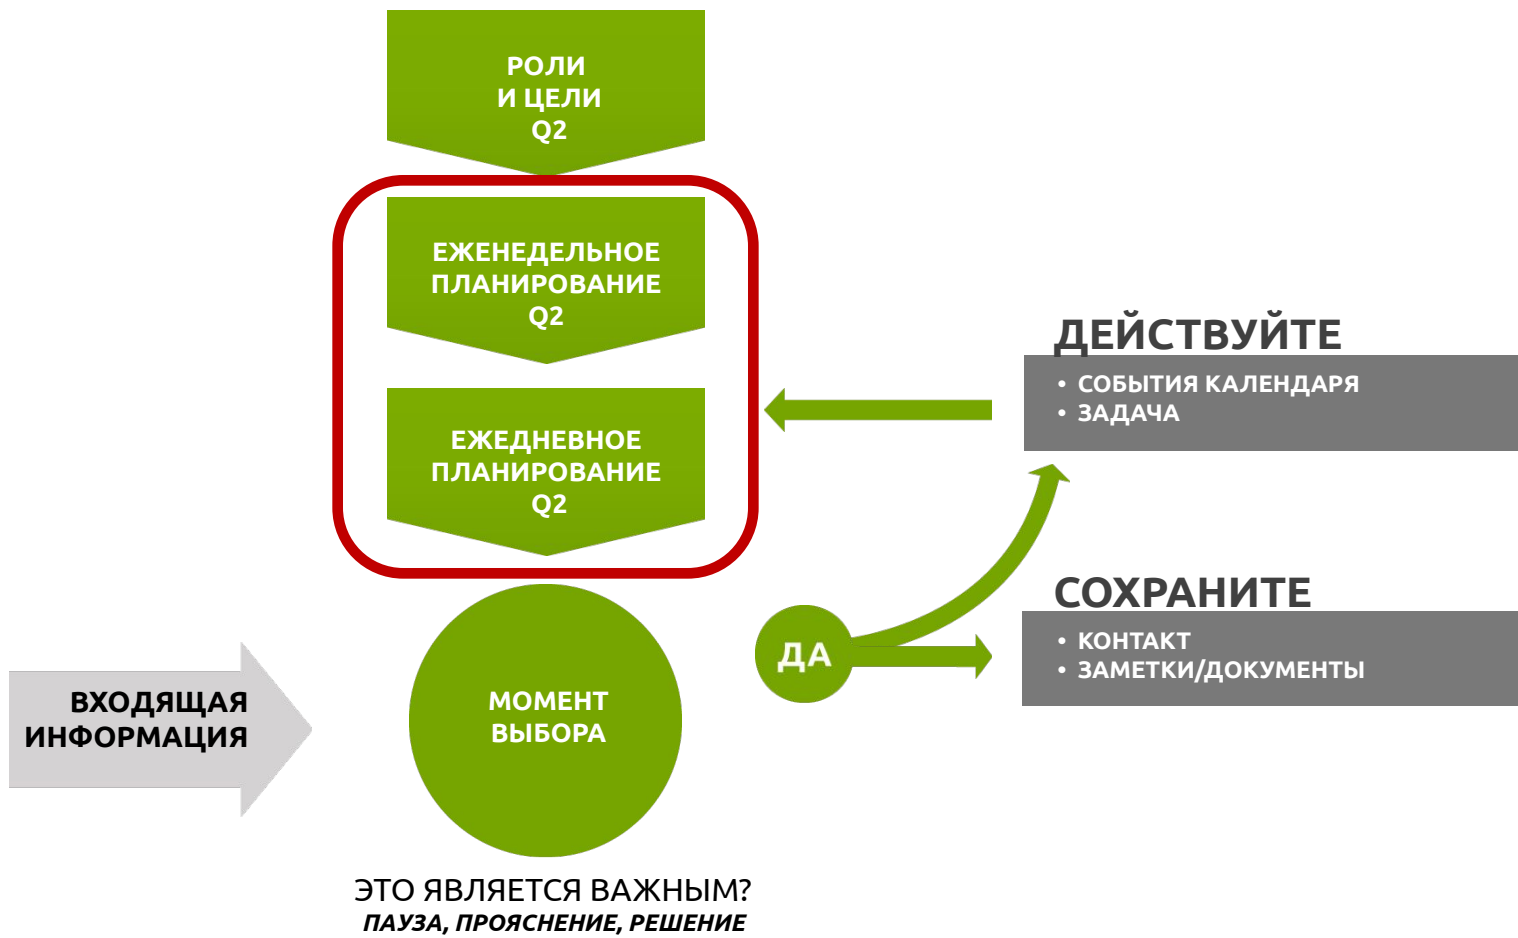 РОЛИ
И ЦЕЛИ
Q2
ЕЖЕНЕДЕЛЬНОЕ
ПЛАНИРОВАНИЕ
Q2
ЕЖЕДНЕВНОЕ
ПЛАНИРОВАНИЕ
Q2
ДЕЙСТВУЙТЕ
• СОБЫТИЯ КАЛЕНДАРЯ
• ЗАДАЧА
СОХРАНИТЕ
• КОНТАКТ
• ЗАМЕТКИ/ДОКУМЕНТЫ
ДА
ВХОДЯЩАЯ
ИНФОРМАЦИЯ
МОМЕНТ
ВЫБОРА
ЭТО ЯВЛЯЕТСЯ ВАЖНЫМ?
ПАУЗА, ПРОЯСНЕНИЕ, РЕШЕНИЕ